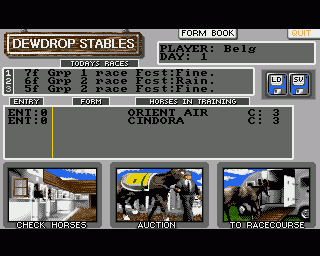 FORM BOOK
QUIT
DEWDROP STABLES
PLAYER: Belg
DAY: 1
TODAYS RACES
1 7f Grp 1 race Fcst:Fine.
2 6f Grp 2 race Fcst:Rain.
3 5f Grp 2 race Fcst:Fine.
LD SV
ENTRY FORM HORSES IN TRAINING
ENT:0 ORIENT AIR C: 3
ENT:0 CINDORA C: 3
CHECK HORSES AUCTION TO RACECOURSE